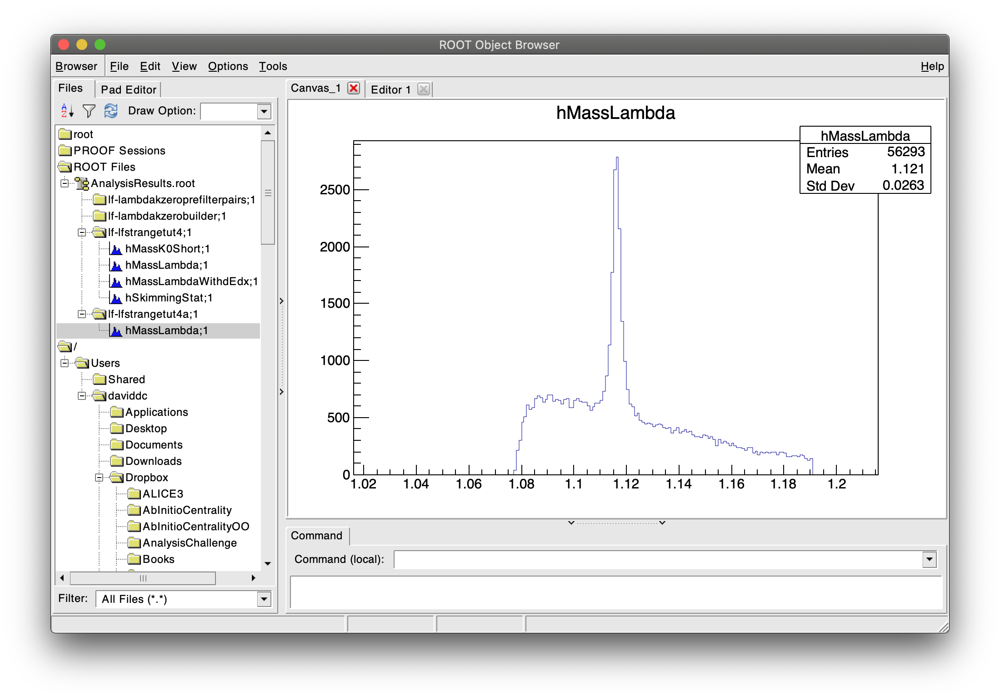 ROOT Object Browser
Browser File Edit View Options Tools Help
Files Pad Editor
Draw Option:
root
PROOF Sessions
ROOT Files
AnalysisResults.root
lf-lambdakzeroprefilterpairs;1
lf-lambdakzerobuilder;1
lf-lfstrangetut4;1
hMassK0Short;1
hMassLambda;1
hMassLambdaWithdEdx;1
hSkimmingStat;1
lf-lfstrangetut4a;1
hMassLambda;1
/
Users
Shared
daviddc
Applications
Desktop
Documents
Downloads
Dropbox
ALICE3
AbInitioCentrality
AbInitioCentralityOO
AnalysisChallenge
Books
Filter: All Files (*.*)
Canvas_1 Editor 1
hMassLambda
hMassLambda
Entries 56293
Mean 1.121
Std Dev 0.0263
2500
2000
1500
1000
500
0
1.02 1.04 1.06 1.08 1.1 1.12 1.14 1.16 1.18 1.2
Command
Command (local):